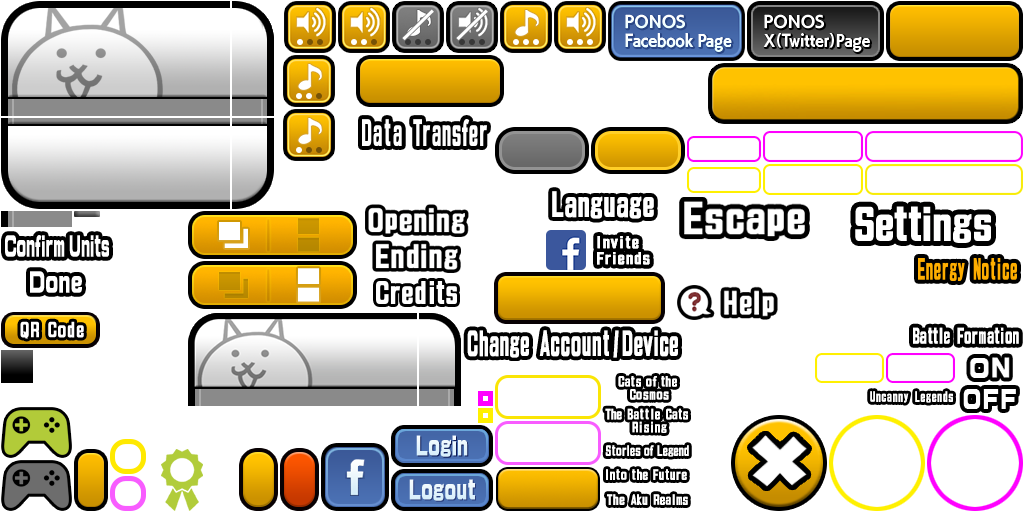 PONOS
Facebook Page
PONOS
X(Twitter)Page
Data Transfer
Language
Escape
Settings
Opening
Ending
Credits
Confirm Units
Done
Invite
Friends
Energy Notice
QR Code
? Help
Change Account/Device
Battle Formation
ON
OFF
Uncanny Legends
Cats of the
Cosmos
The Battle Cats
Rising
Stories of Legend
Into the Future
The Aku Realms
f
f
Login
Logout